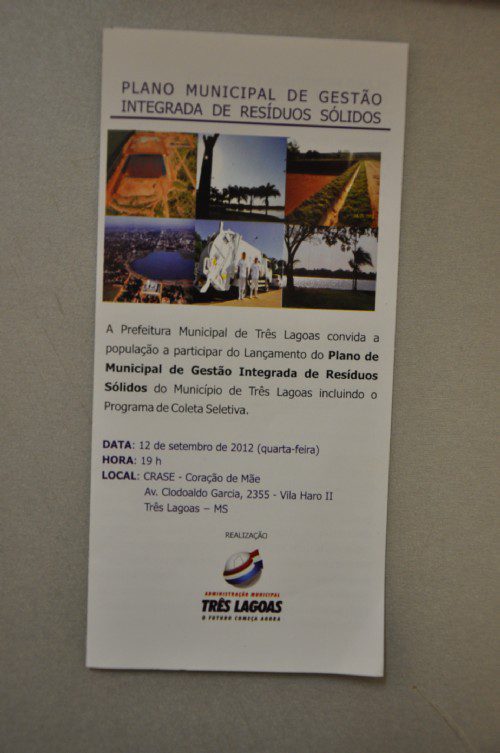 PLANO MUNICIPAL DE GESTÃO
INTEGRADA DE RESÍDUOS SÓLIDOS
A Prefeitura Municipal de Três Lagoas convida a
população a participar do Lançamento do Plano de
Municipal de Gestão Integrada de Resíduos
Sólidos do Município de Três Lagoas incluindo o
Programa de Coleta Seletiva.
DATA: 12 de setembro de 2012 (quarta-feira)
HORA: 19 h
LOCAL: CRASE - Coração de Mãe
Av. Clodoaldo Garcia, 2355 - Vila Haro II
Três Lagoas – MS
REALIZAÇÃO
ADMINISTRAÇÃO MUNICIPAL
TRÊS LAGOAS
O FUTURO COMEÇA AGORA